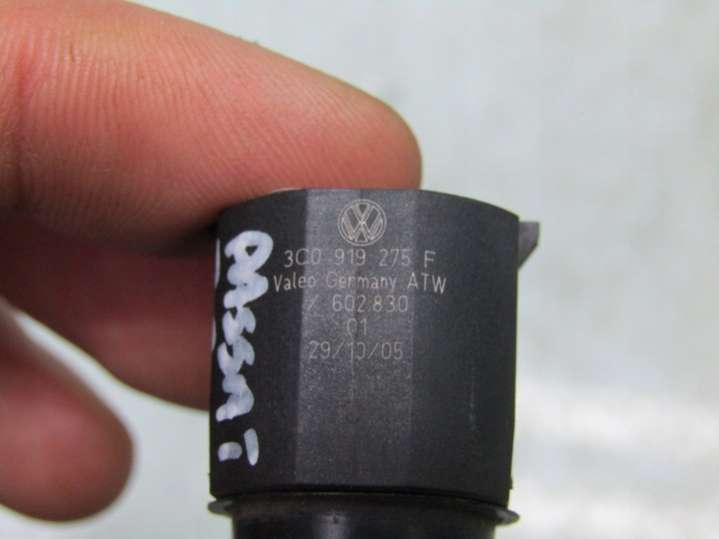 3C0 919 275 F
Valeo Germany ATW
/ 602.830
01
29/10/05
PASSAT